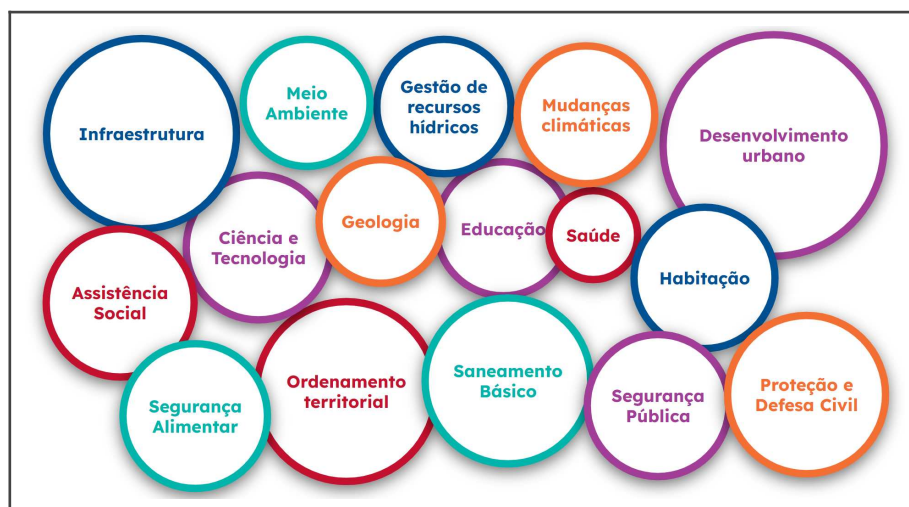 Infraestrutura
Meio
Ambiente
Gestão de
recursos
hídricos
Mudanças
climáticas
Desenvolvimento
urbano
Ciência e
Tecnologia
Geologia
Educação
Saúde
Habitação
Assistência
Social
Segurança
Alimentar
Ordenamento
territorial
Saneamento
Básico
Segurança
Pública
Proteção e
Defesa Civil